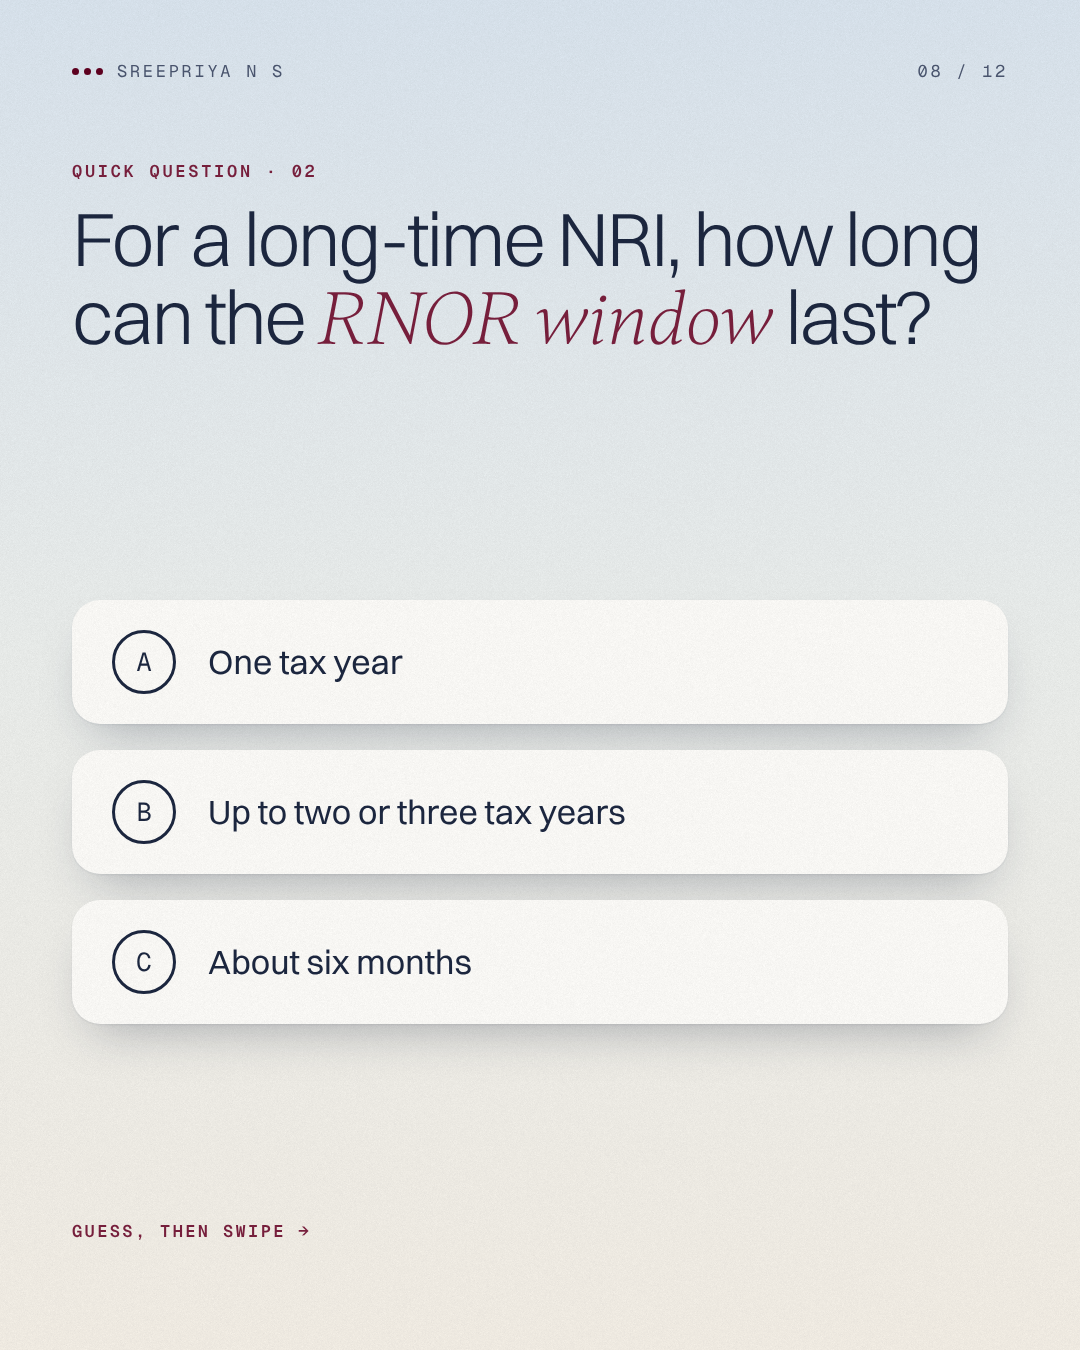 SREEPRIYA N S
08 / 12
QUICK QUESTION · 02
For a long-time NRI, how long
can the RNOR window last?
A One tax year
B Up to two or three tax years
C About six months
GUESS, THEN SWIPE →